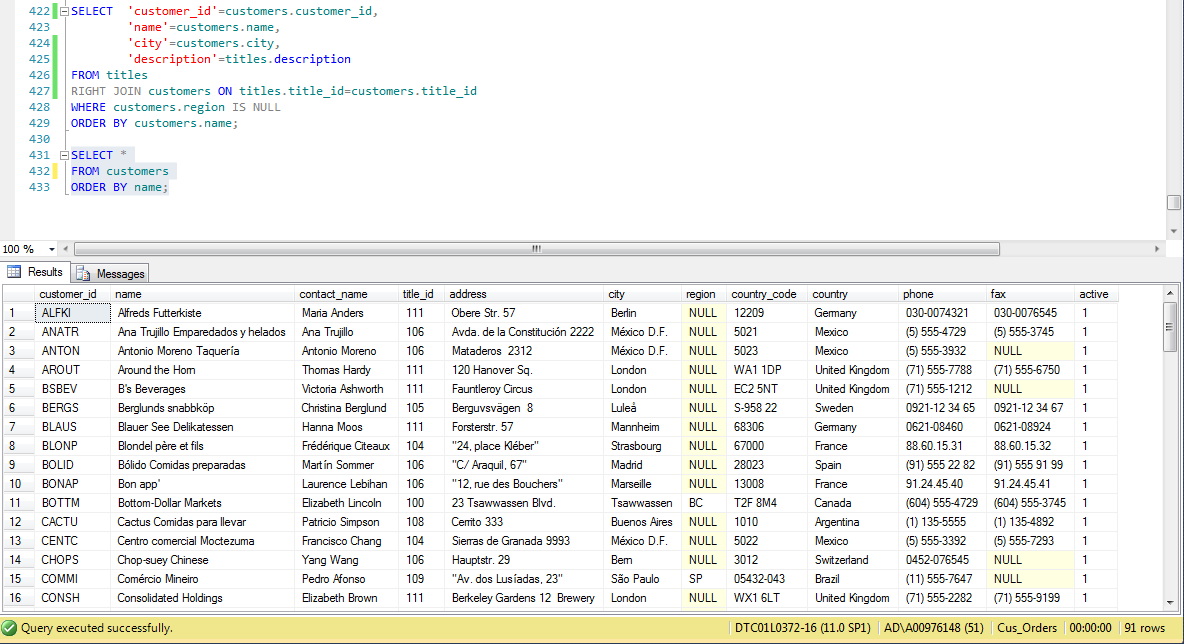 422 SELECT 'customer_id'=customers.customer_id,
423 'name'=customers.name,
424 'city'=customers.city,
425 'description'=titles.description
426 FROM titles
427 RIGHT JOIN customers ON titles.title_id=customers.title_id
428 WHERE customers.region IS NULL
429 ORDER BY customers.name;
430
431 SELECT *
432 FROM customers
433 ORDER BY name;
100 %
Results Messages
customer_id name contact_name title_id address city region country_code country phone fax active
1 ALFKI Alfreds Futterkiste Maria Anders 111 Obere Str. 57 Berlin NULL 12209 Germany 030-0074321 030-0076545 1
2 ANATR Ana Trujillo Emparedados y helados Ana Trujillo 106 Avda. de la Constitución 2222 México D.F. NULL 5021 Mexico (5) 555-4729 (5) 555-3745 1
3 ANTON Antonio Moreno Taquería Antonio Moreno 106 Mataderos 2312 México D.F. NULL 5023 Mexico (5) 555-3932 NULL 1
4 AROUT Around the Horn Thomas Hardy 111 120 Hanover Sq. London NULL WA1 1DP United Kingdom (71) 555-7788 (71) 555-6750 1
5 BSBEV B's Beverages Victoria Ashworth 111 Fauntleroy Circus London NULL EC2 5NT United Kingdom (71) 555-1212 NULL 1
6 BERGS Berglunds snabbköp Christina Berglund 105 Berguvsvägen 8 Luleå NULL S-958 22 Sweden 0921-12 34 65 0921-12 34 67 1
7 BLAUS Blauer See Delikatessen Hanna Moos 111 Forsterstr. 57 Mannheim NULL 68306 Germany 0621-08460 0621-08924 1
8 BLONP Blondel père et fils Frédérique Citeaux 104 "24, place Kléber" Strasbourg NULL 67000 France 88.60.15.31 88.60.15.32 1
9 BOLID Bólido Comidas preparadas Martín Sommer 106 "C/ Araquil, 67" Madrid NULL 28023 Spain (91) 555 22 82 (91) 555 91 99 1
10 BONAP Bon app' Laurence Lebihan 106 "12, rue des Bouchers" Marseille NULL 13008 France 91.24.45.40 91.24.45.41 1
11 BOTTM Bottom-Dollar Markets Elizabeth Lincoln 100 23 Tsawwassen Blvd. Tsawwassen BC T2F 8M4 Canada (604) 555-4729 (604) 555-3745 1
12 CACTU Cactus Comidas para llevar Patricio Simpson 108 Cerrito 333 Buenos Aires NULL 1010 Argentina (1) 135-5555 (1) 135-4892 1
13 CENTC Centro comercial Moctezuma Francisco Chang 104 Sierras de Granada 9993 México D.F. NULL 5022 Mexico (5) 555-3392 (5) 555-7293 1
14 CHOPS Chop-suey Chinese Yang Wang 106 Hauptstr. 29 Bern NULL 3012 Switzerland 0452-076545 NULL 1
15 COMMI Comércio Mineiro Pedro Afonso 109 "Av. dos Lusíadas, 23" São Paulo SP 05432-043 Brazil (11) 555-7647 NULL 1
16 CONSH Consolidated Holdings Elizabeth Brown 111 Berkeley Gardens 12 Brewery London NULL WX1 6LT United Kingdom (71) 555-2282 (71) 555-9199 1
Query executed successfully. DTC01L0372-16 (11.0 SP1) AD\A00976148 (51) Cus_Orders 00:00:00 91 rows